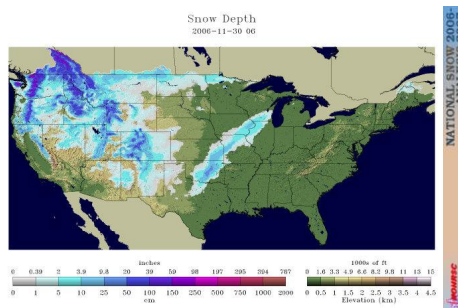 Snow Depth
2006-11-30 06
NATIONAL SNOW 2006-
inches
0 0.39 2 3.9 9.8 20 39 59 98 197 295 394 787
0 1 5 10 25 50 100 150 250 500 750 1000 2000
cm
1000s of ft
0 1.6 3.3 4.9 6.6 8.2 9.8 11 13 15
0 0.5 1 1.5 2 2.5 3 3.5 4 4.5
Elevation (km)
NOHRSC